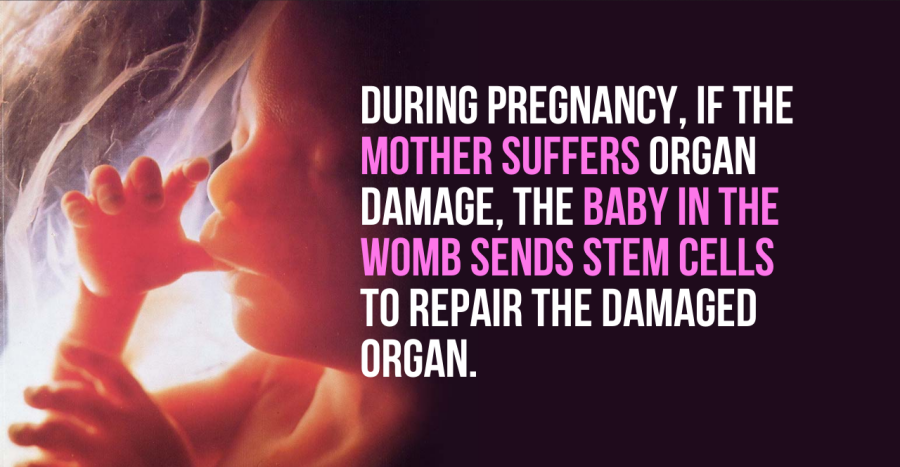 DURING PREGNANCY, IF THE
MOTHER SUFFERS ORGAN
DAMAGE, THE BABY IN THE
WOMB SENDS STEM CELLS
TO REPAIR THE DAMAGED
ORGAN.